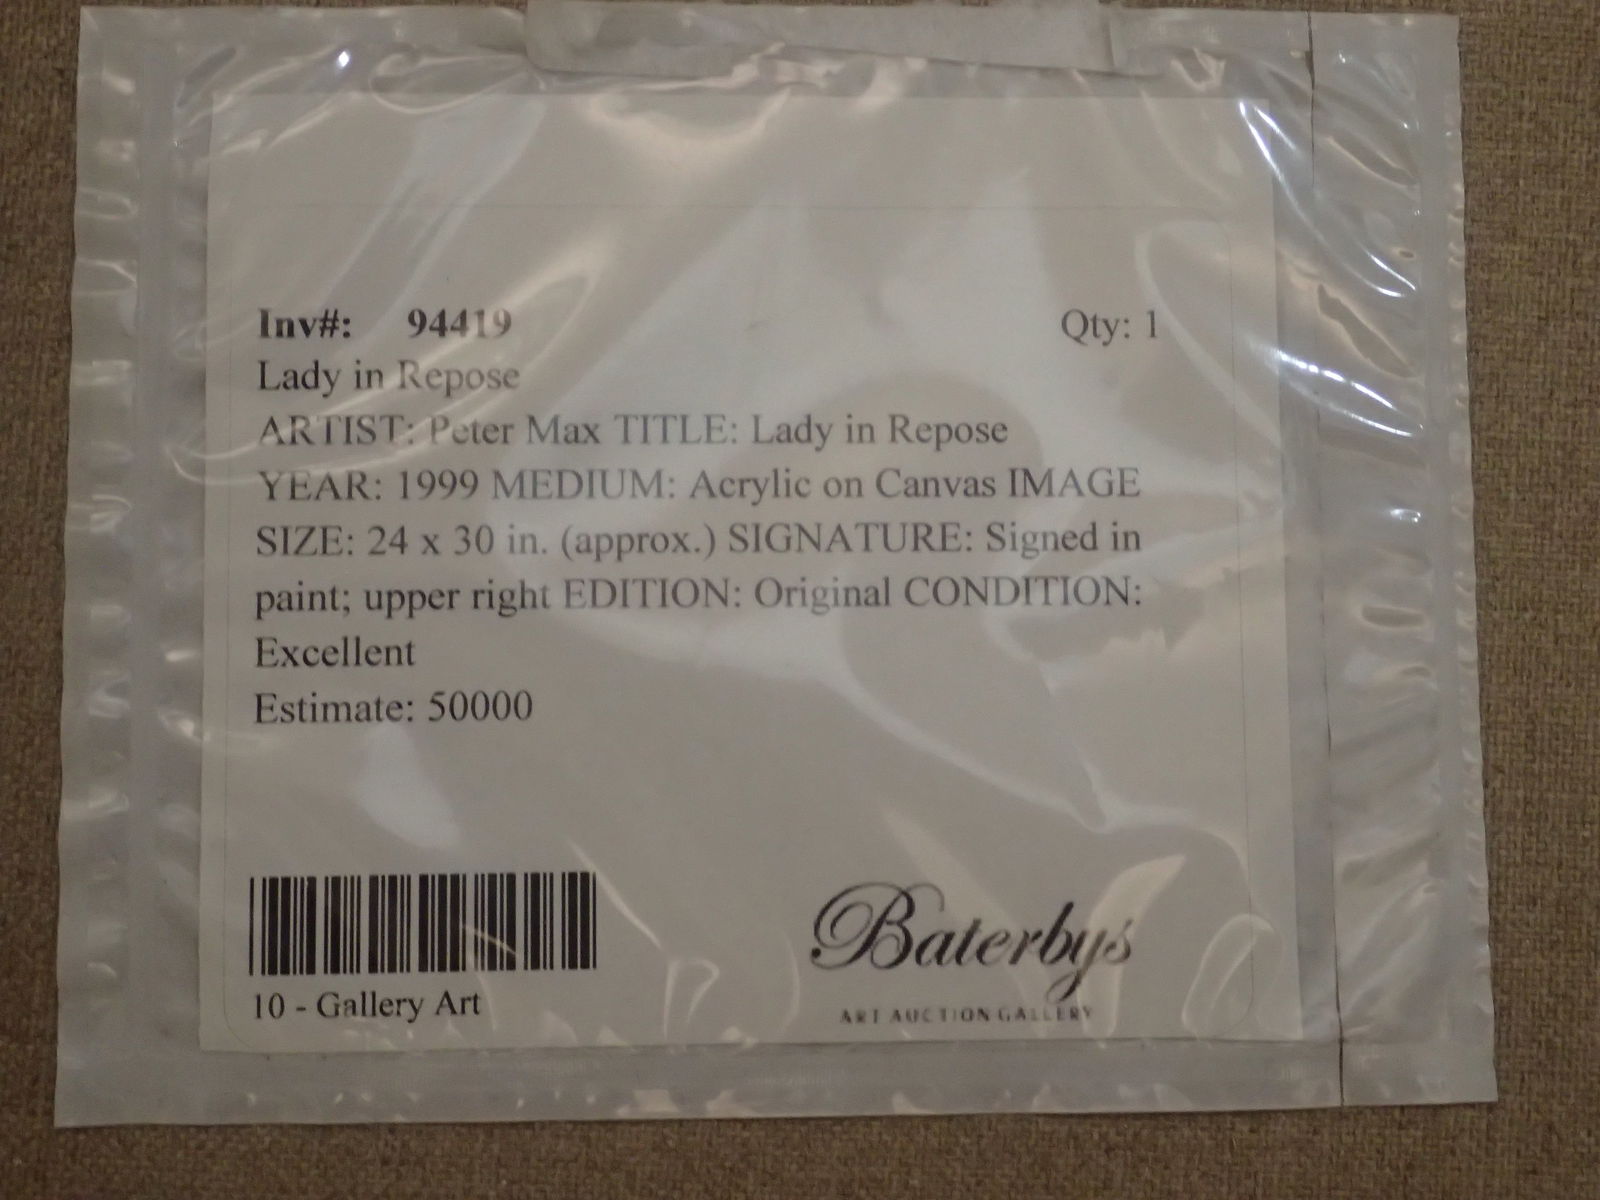 Inv#: 94419 Qty: 1
Lady in Repose
ARTIST: Peter Max TITLE: Lady in Repose
YEAR: 1999 MEDIUM: Acrylic on Canvas IMAGE
SIZE: 24 x 30 in. (approx.) SIGNATURE: Signed in
paint; upper right EDITION: Original CONDITION:
Excellent
Estimate: 50000
10 - Gallery Art
Baterbys
ART AUCTION GALLERY